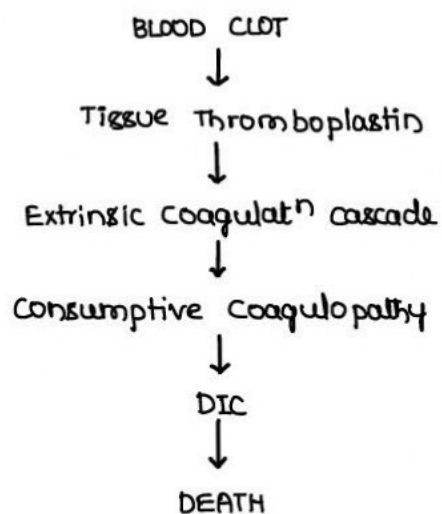 BLOOD CLOT
Tissue Thromboplastin
Extrinsic Coagulatⁿ cascade
Consumptive Coagulopathy
DIC
DEATH